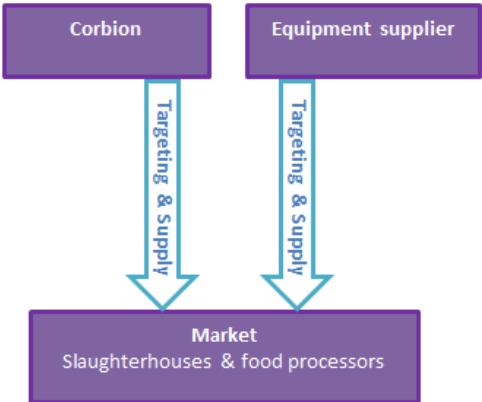 Corbion
Equipment supplier
Targeting & Supply
Targeting & Supply
Market
Slaughterhouses & food processors